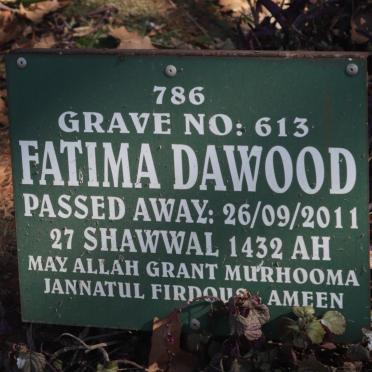 786
GRAVE NO: 613
FATIMA DAWOOD
PASSED AWAY: 26/09/2011
27 SHAWWAL 1432 AH
MAY ALLAH GRANT MURHOOMA
JANNATUL FIRDOUS. AMEEN